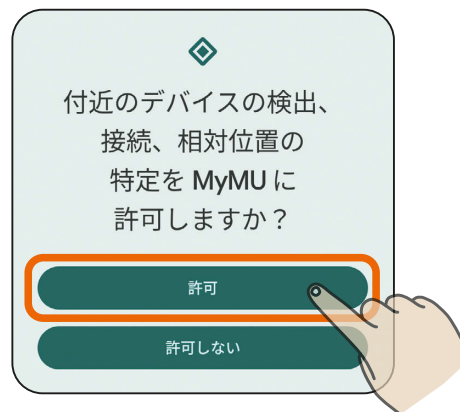 付近のデバイスの検出、
接続、相対位置の
特定を MyMU に
許可しますか？
許可
許可しない